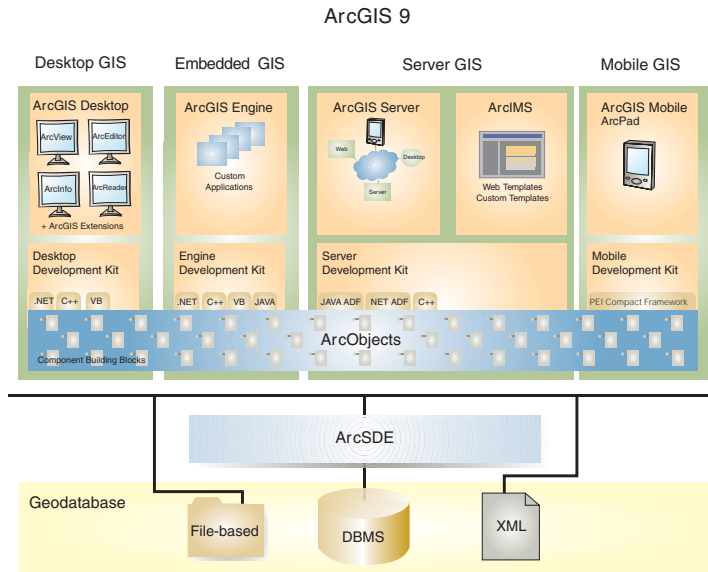 ArcGIS 9
Desktop GIS
Embedded GIS
Server GIS
Mobile GIS
ArcGIS Desktop
ArcView
ArcEditor
ArcInfo
ArcReader
+ ArcGIS Extensions
ArcGIS Engine
Custom
Applications
ArcGIS Server
Web
Desktop
Server
ArcIMS
Web Templates
Custom Templates
ArcGIS Mobile
ArcPad
Desktop
Development Kit
.NET
C++
VB
Engine
Development Kit
.NET
C++
VB
JAVA
Server
Development Kit
JAVA ADF
NET ADF
C++
Mobile
Development Kit
PEI Compact Framework
ArcObjects
Component Building Blocks
ArcSDE
Geodatabase
File-based
DBMS
XML